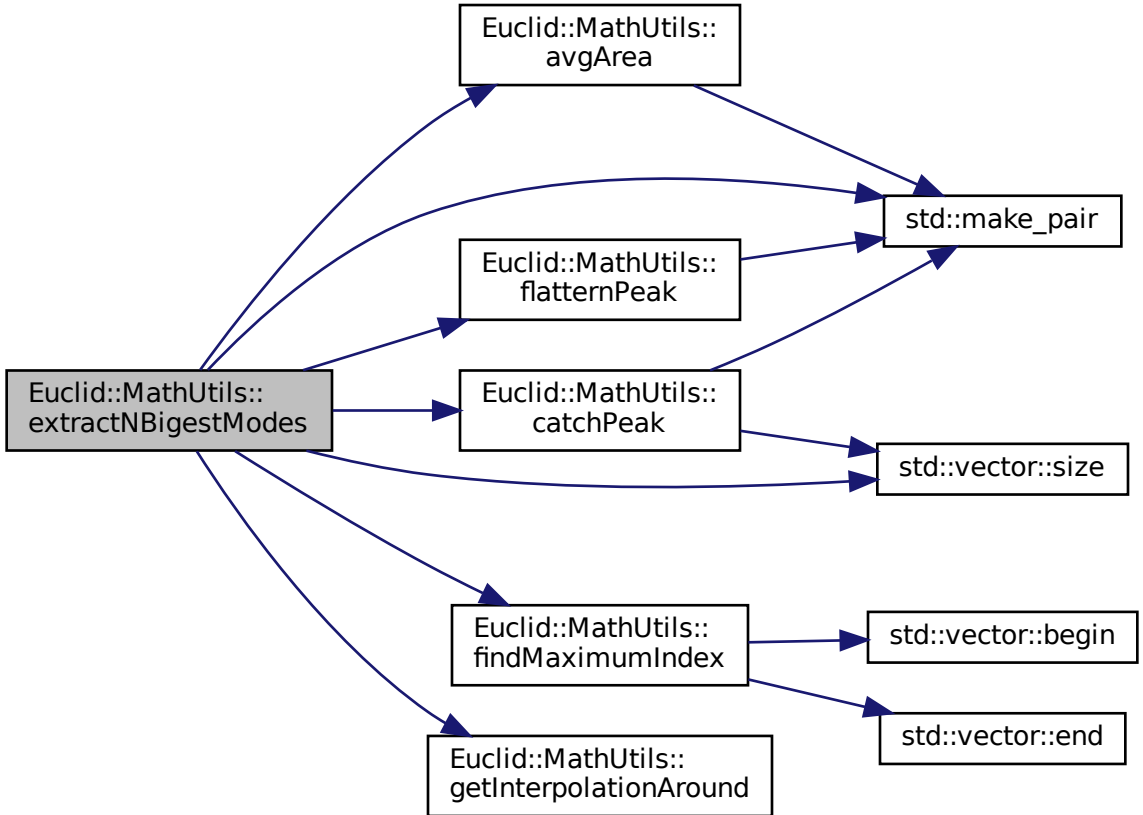 Euclid::MathUtils::
avgArea
std::make_pair
Euclid::MathUtils::
flatternPeak
Euclid::MathUtils::
extractNBigestModes
Euclid::MathUtils::
catchPeak
std::vector::size
Euclid::MathUtils::
findMaximumIndex
std::vector::begin
std::vector::end
Euclid::MathUtils::
getInterpolationAround